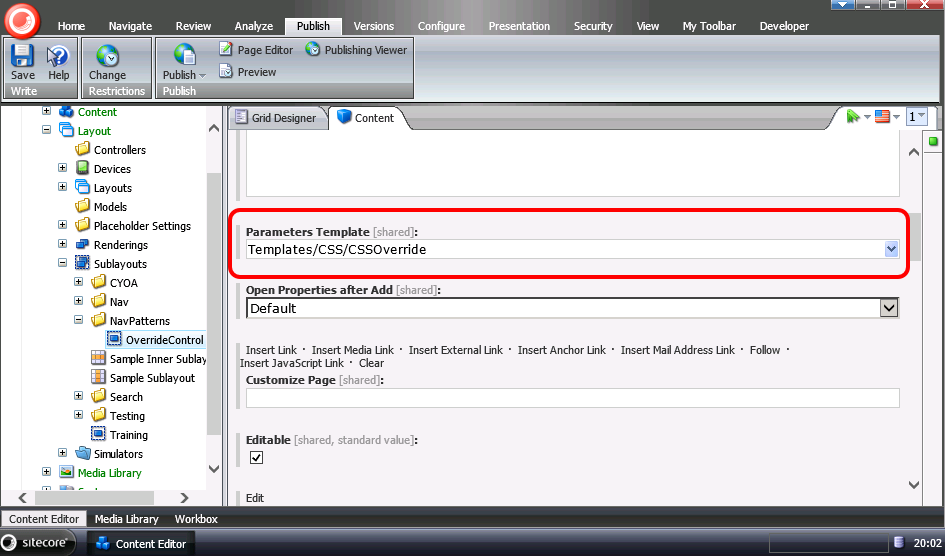 Home Navigate Review Analyze Publish Versions Configure Presentation Security View My Toolbar Developer
Save Help Change Publish Page Editor Publishing Viewer
Preview
Write Restrictions Publish
Content
Layout
Controllers
Devices
Layouts
Models
Placeholder Settings
Renderings
Sublayouts
CYOA
Nav
NavPatterns
OverrideControl
Sample Inner Sublay
Sample Sublayout
Search
Testing
Training
Simulators
Media Library
Grid Designer Content
1
Parameters Template [shared]:
Templates/CSS/CSSOverride
Open Properties after Add [shared]:
Default
Insert Link · Insert Media Link · Insert External Link · Insert Anchor Link · Insert Mail Address Link · Follow ·
Insert JavaScript Link · Clear
Customize Page [shared]:
Editable [shared, standard value]:
Edit
Content Editor Media Library Workbox
sitecore Content Editor 20:02